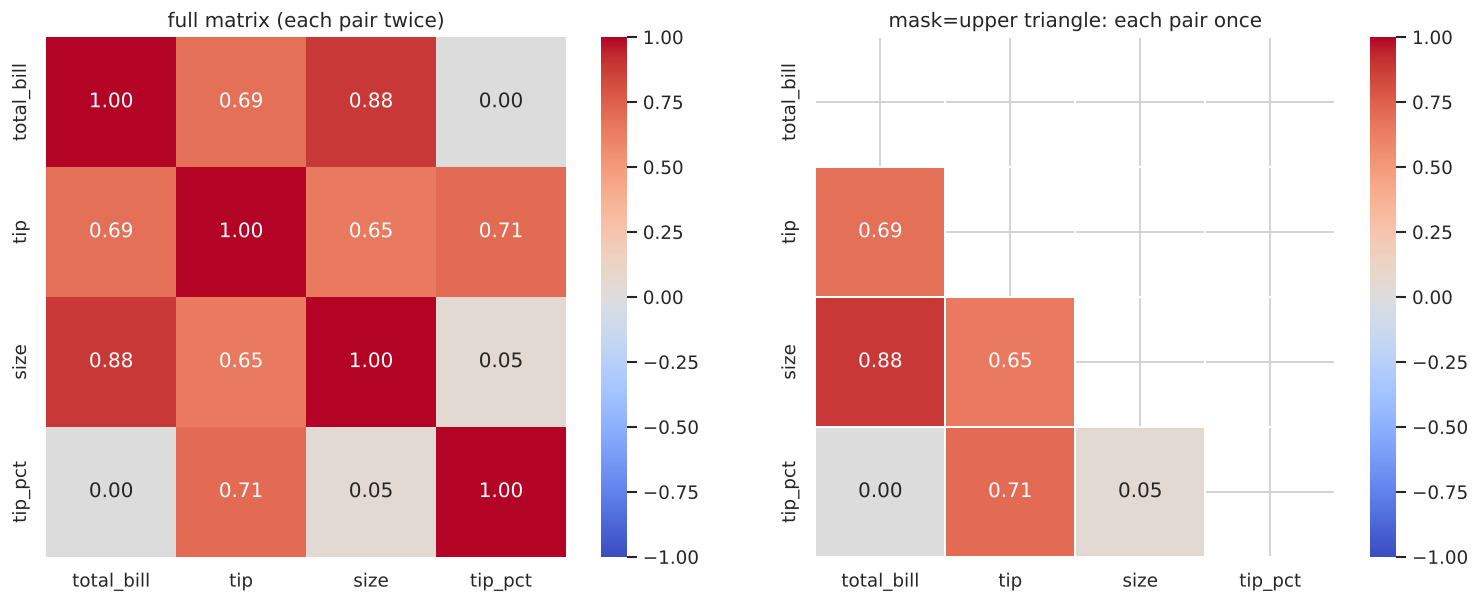 full matrix (each pair twice)
total_bill
1.00 0.69 0.88 0.00
tip
0.69 1.00 0.65 0.71
size
0.88 0.65 1.00 0.05
tip_pct
0.00 0.71 0.05 1.00
total_bill tip size tip_pct
1.00
0.75
0.50
0.25
0.00
−0.25
−0.50
−0.75
−1.00
mask=upper triangle: each pair once
total_bill
tip
0.69
size
0.88 0.65
tip_pct
0.00 0.71 0.05
total_bill tip size tip_pct
1.00
0.75
0.50
0.25
0.00
−0.25
−0.50
−0.75
−1.00